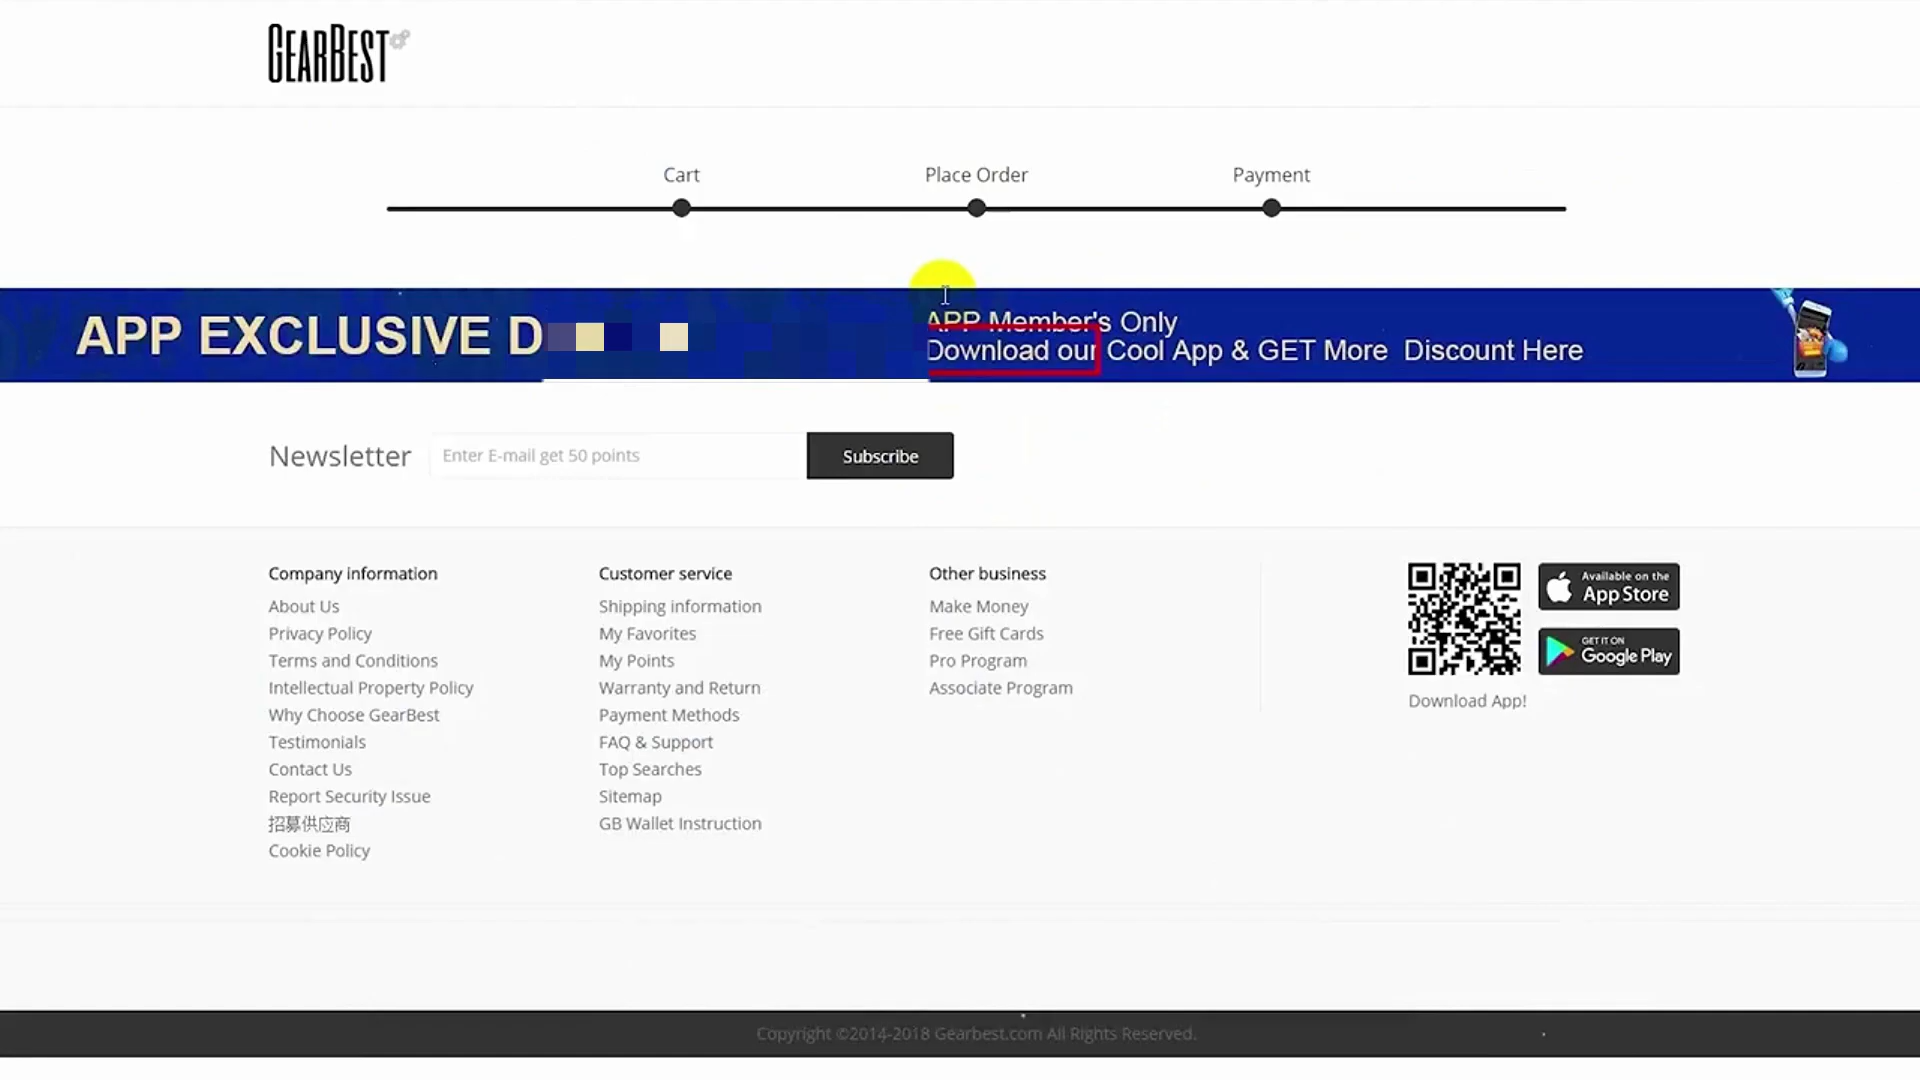 GEARBEST
Cart
Place Order
Payment
APP EXCLUSIVE
APP Member's Only
Download our Cool App & GET More Discount Here
Newsletter
Enter E-mail get 50 points
Subscribe
Company information
About Us
Privacy Policy
Terms and Conditions
Intellectual Property Policy
Why Choose GearBest
Testimonials
Contact Us
Report Security Issue
招募供应商
Cookie Policy
Customer service
Shipping information
My Favorites
My Points
Warranty and Return
Payment Methods
FAQ & Support
Top Searches
Sitemap
GB Wallet Instruction
Other business
Make Money
Free Gift Cards
Pro Program
Associate Program
Available on the
App Store
GET IT ON
Google Play
Download App!
Copyright ©2014-2018 Gearbest.com All Rights Reserved.